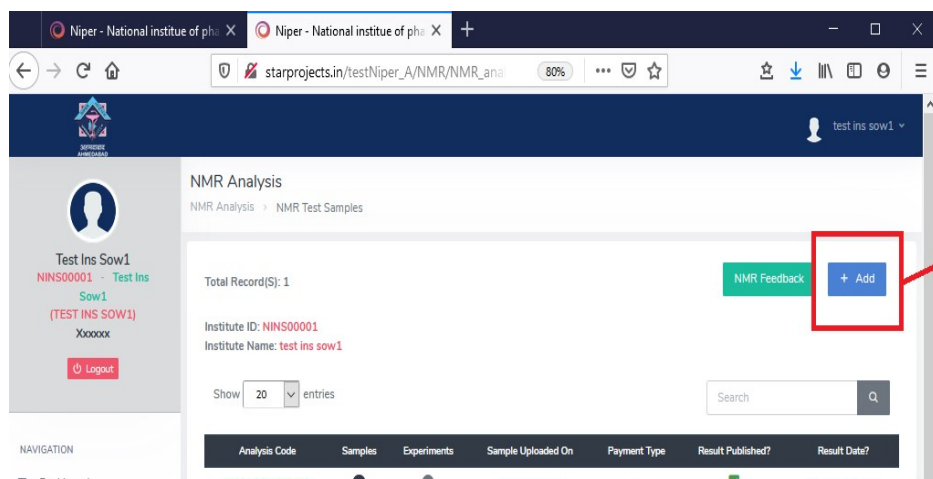 Niper - National institue of pha
Niper - National institue of pha
starprojects.in/testNiper_A/NMR/NMR_ana
80%
अहमदाबाद
AHMEDABAD
test ins sow1
NMR Analysis
NMR Analysis > NMR Test Samples
Test Ins Sow1
NINS00001 - Test Ins
Sow1
(TEST INS SOW1)
Xxxxxx
Logout
Total Record(S): 1
NMR Feedback
+ Add
Institute ID: NINS00001
Institute Name: test ins sow1
Show 20 entries
Search
NAVIGATION
Analysis Code Samples Experiments Sample Uploaded On Payment Type Result Published? Result Date?